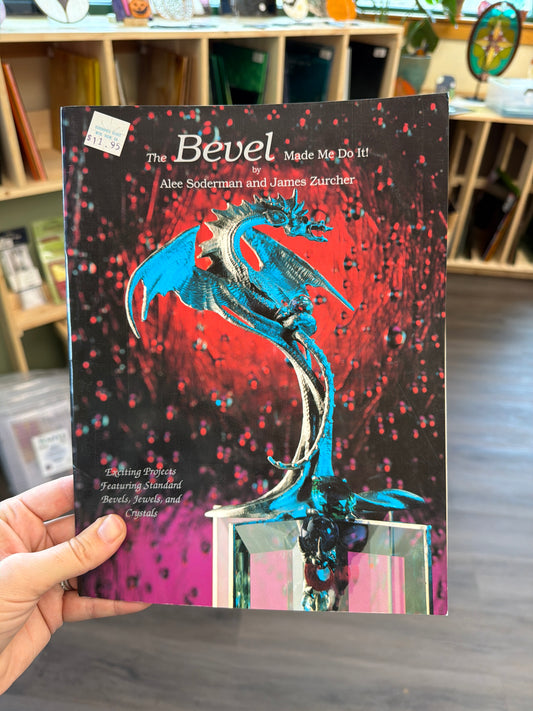 $11.95
The Bevel Made Me Do It!
by
Alee Soderman and James Zurcher
Exciting Projects
Featuring Standard
Bevels, Jewels, and
Crystals